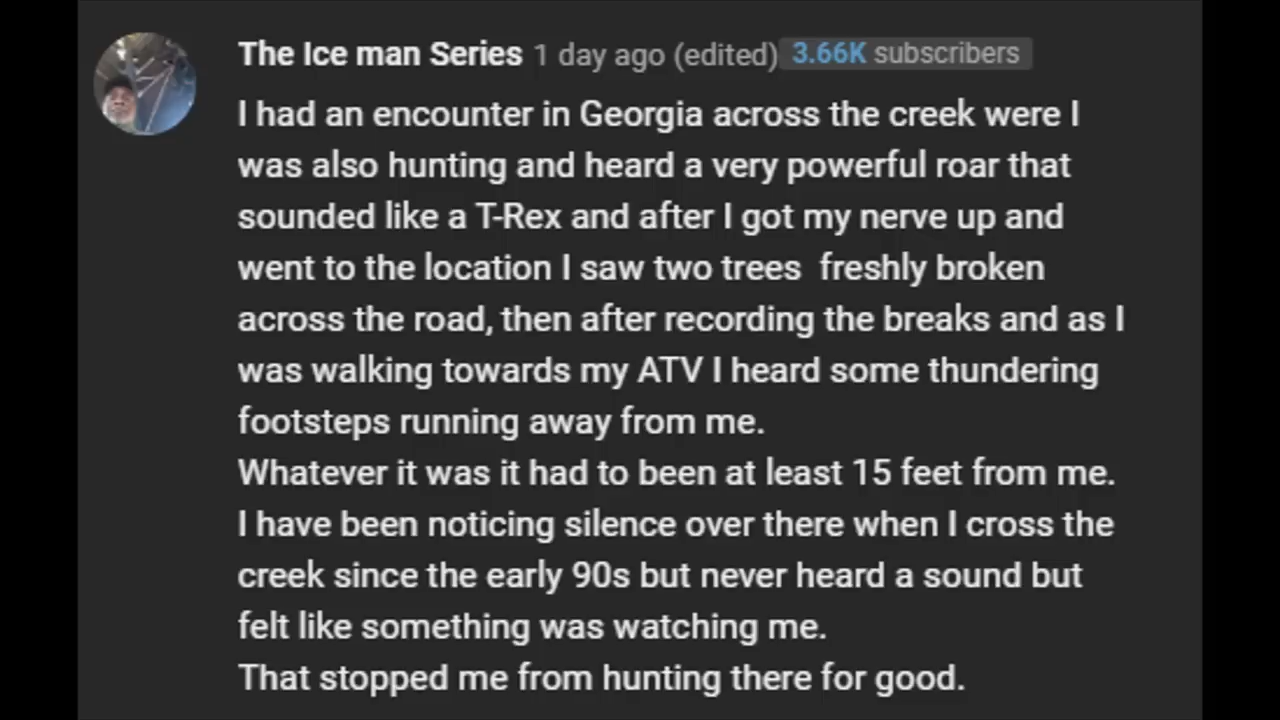 The Ice man Series 1 day ago (edited) 3.66K subscribers
I had an encounter in Georgia across the creek were I
was also hunting and heard a very powerful roar that
sounded like a T-Rex and after I got my nerve up and
went to the location I saw two trees  freshly broken
across the road, then after recording the breaks and as I
was walking towards my ATV I heard some thundering
footsteps running away from me.
Whatever it was it had to been at least 15 feet from me.
I have been noticing silence over there when I cross the
creek since the early 90s but never heard a sound but
felt like something was watching me.
That stopped me from hunting there for good.